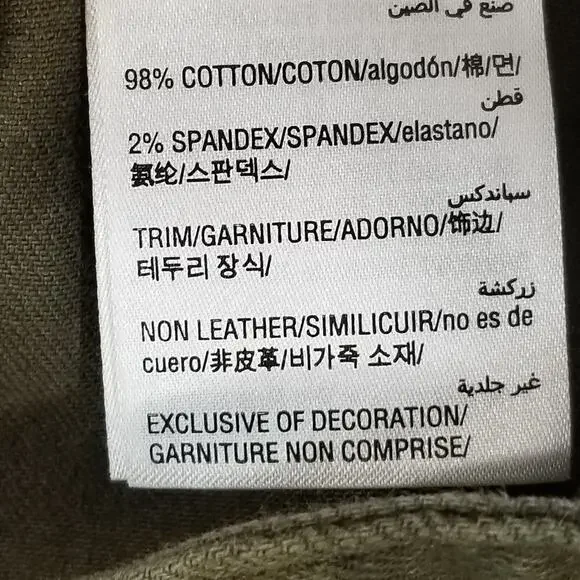 صنع في الصين
98% COTTON/COTON/algodón/棉/면/
قطن
2% SPANDEX/SPANDEX/elastano/
氨纶/스판덱스/
سباندكس
TRIM/GARNITURE/ADORNO/饰边/
테두리 장식/
زركشة
NON LEATHER/SIMILICUIR/no es de
cuero/非皮革/비가죽 소재/
غير جلدية
EXCLUSIVE OF DECORATION/
GARNITURE NON COMPRISE/